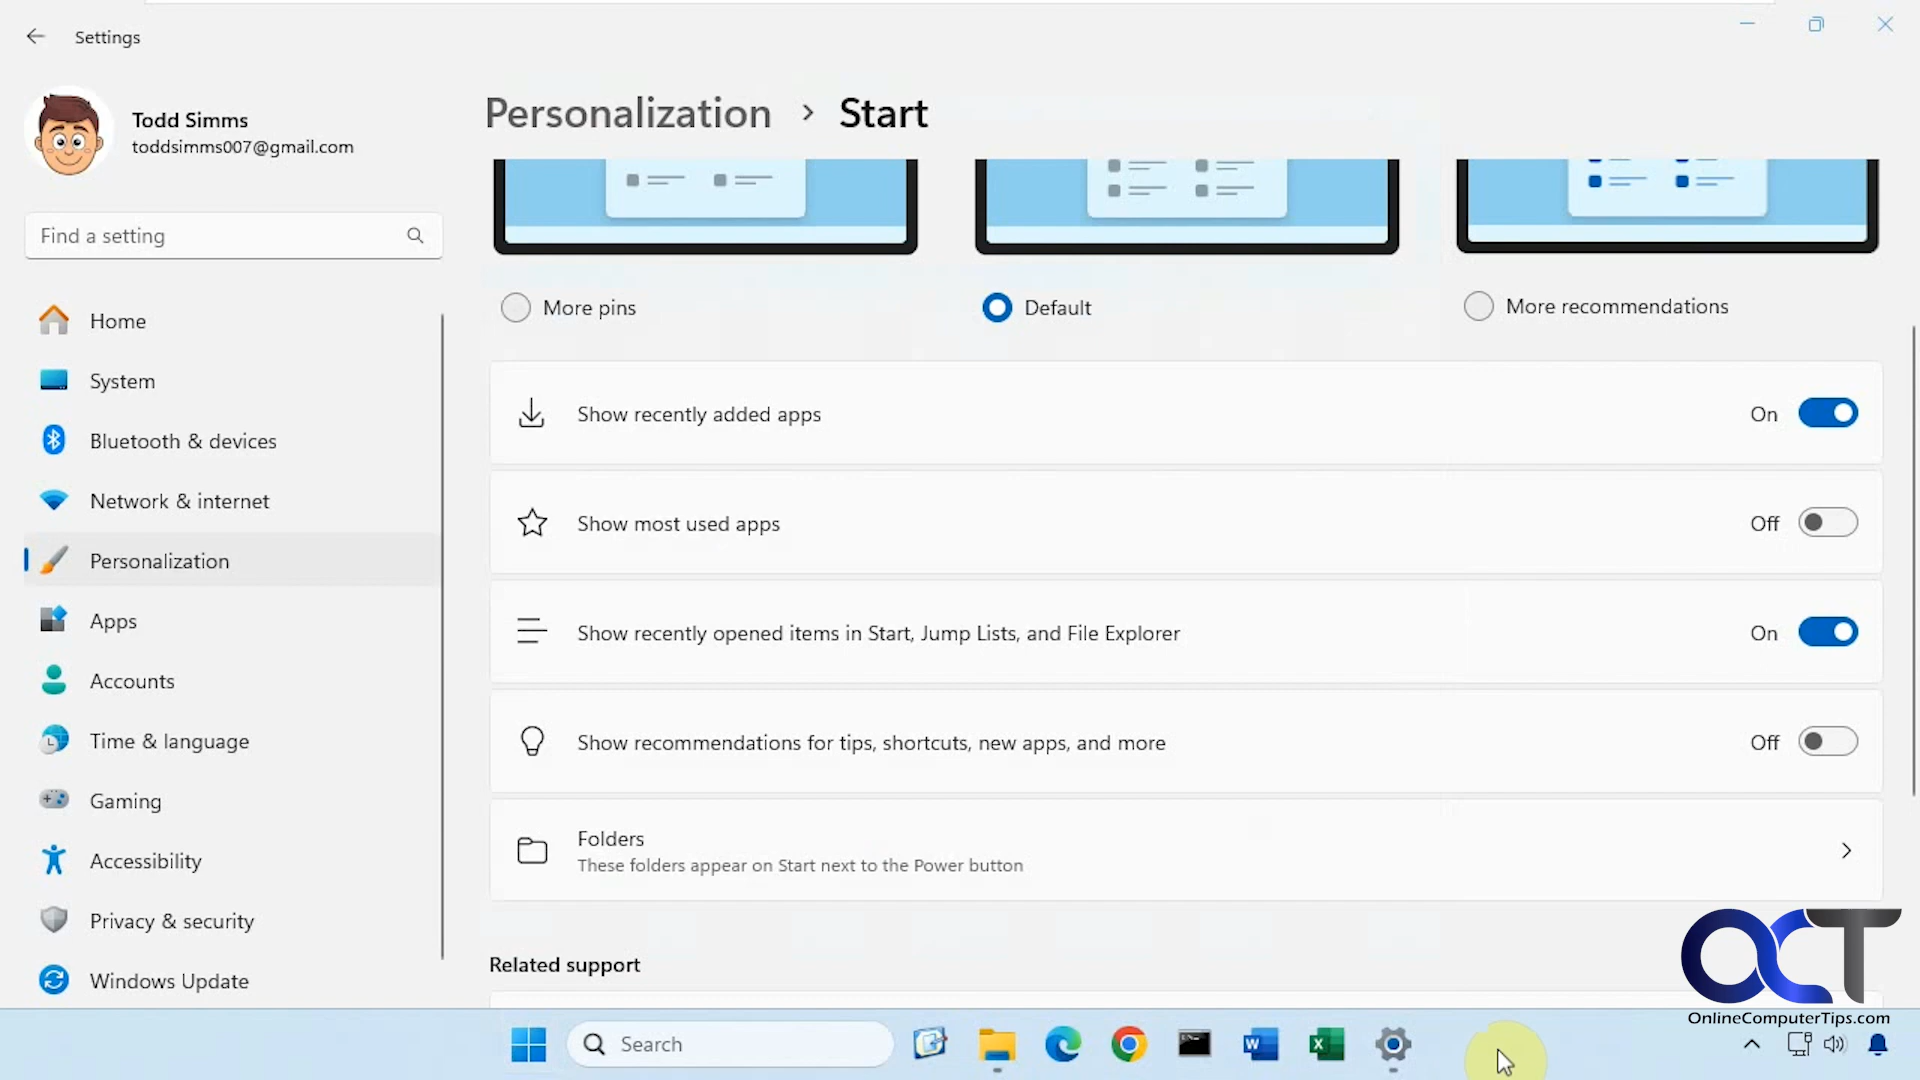 Settings
Todd Simms
toddsimms007@gmail.com
Find a setting
Home
System
Bluetooth & devices
Network & internet
Personalization
Apps
Accounts
Time & language
Gaming
Accessibility
Privacy & security
Windows Update
Personalization > Start
More pins
Default
More recommendations
Show recently added apps
On
Show most used apps
Off
Show recently opened items in Start, Jump Lists, and File Explorer
On
Show recommendations for tips, shortcuts, new apps, and more
Off
Folders
These folders appear on Start next to the Power button
Related support
OCT
OnlineComputerTips.com
Search